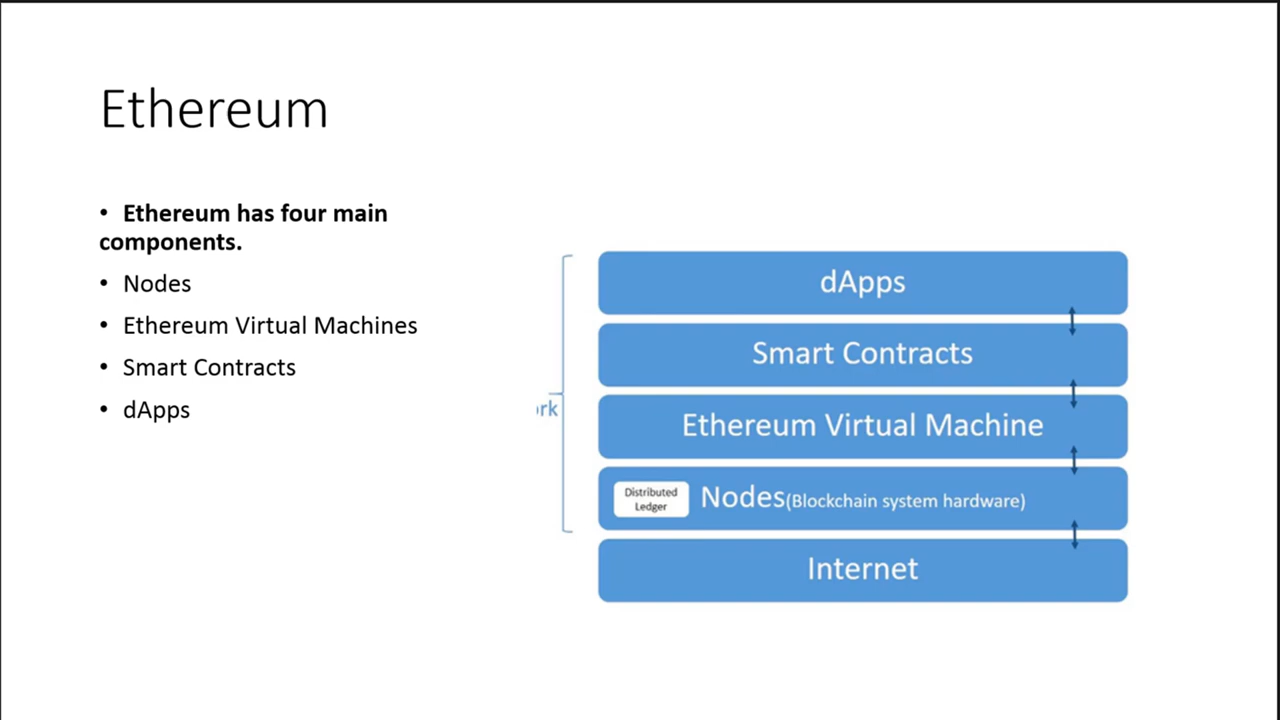 Ethereum
• Ethereum has four main
components.
• Nodes
• Ethereum Virtual Machines
• Smart Contracts
• dApps
dApps
Smart Contracts
Ethereum Virtual Machine
Distributed
Ledger
Nodes(Blockchain system hardware)
Internet